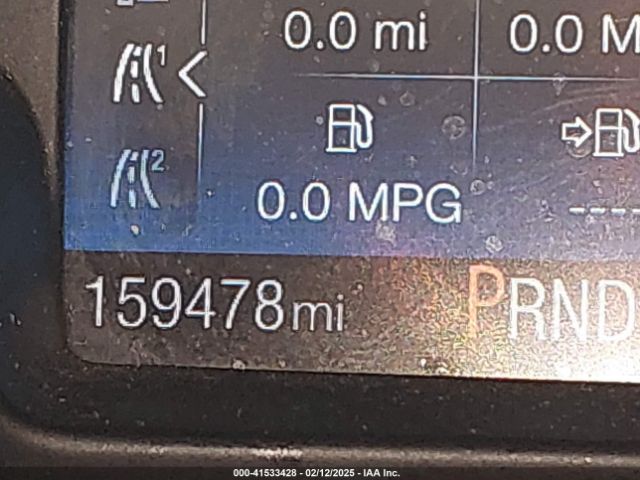 0.0 mi 0.0 M
1
2
0.0 MPG ----
159478mi PRND
000-41533428 - 02/12/2025 - IAA Inc.